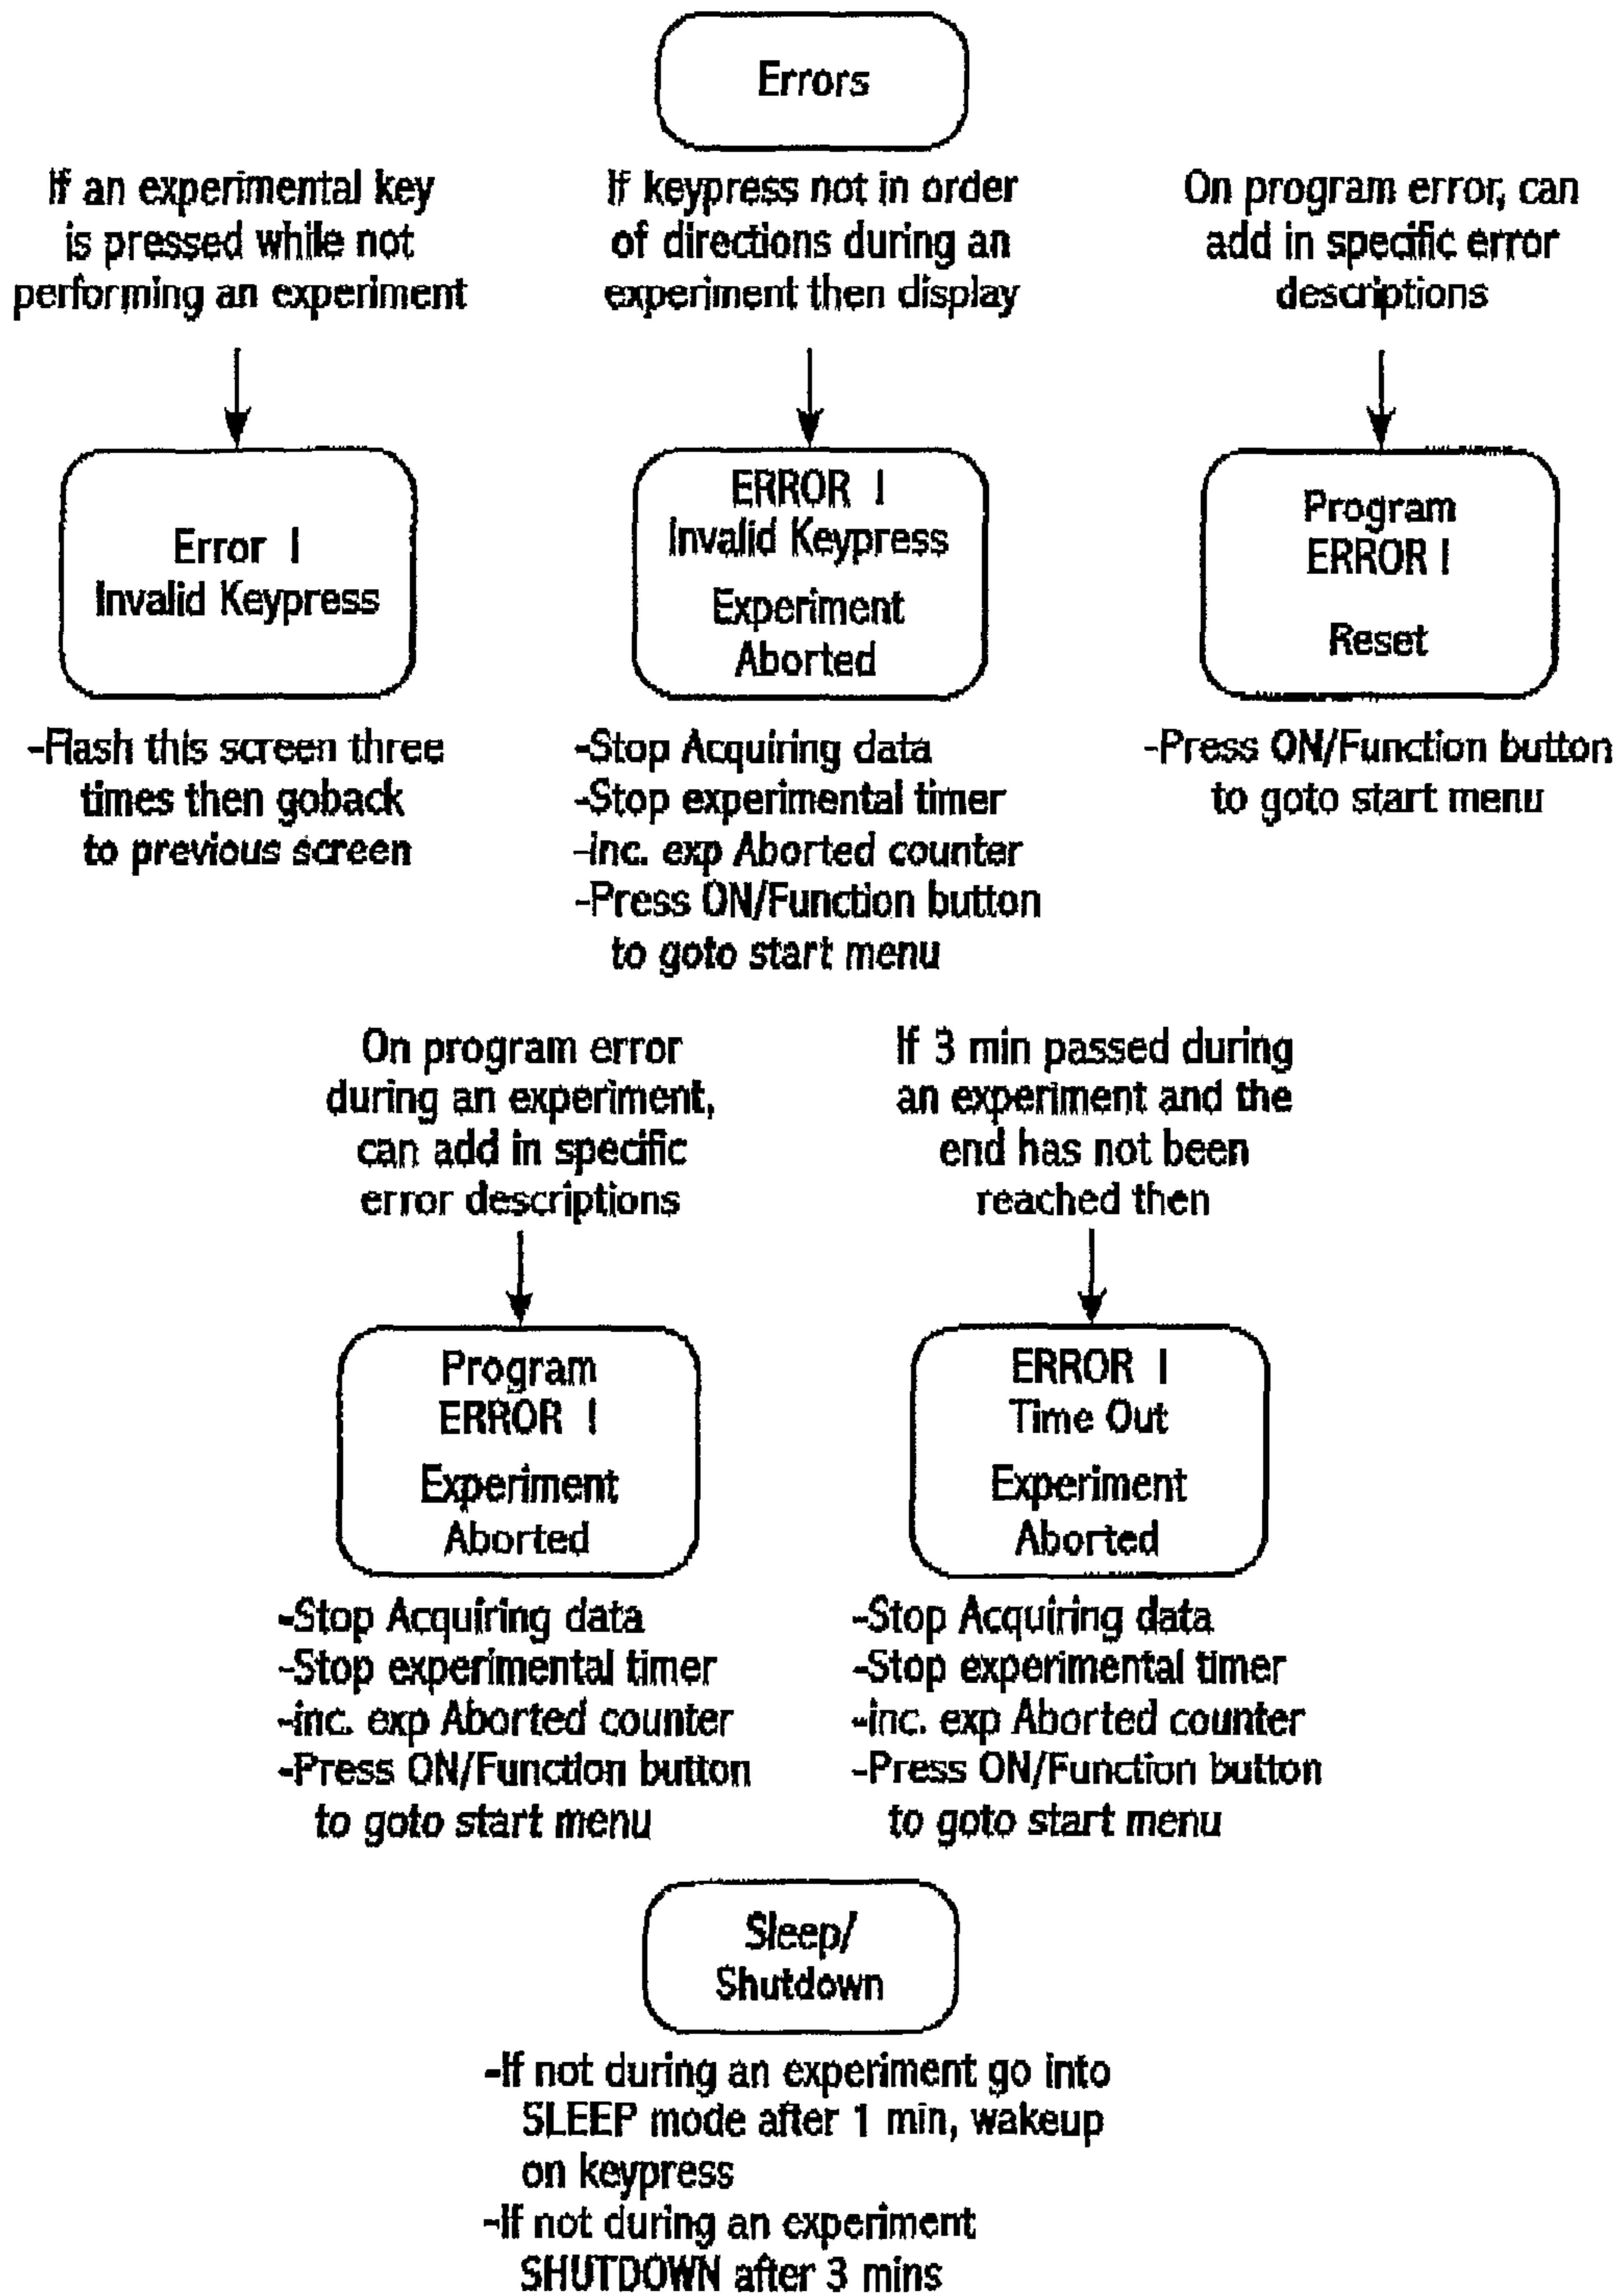 Errors
If an experimental key
is pressed while not
performing an experiment
If keypress not in order
of directions during an
experiment then display
On program error, can
add in specific error
descriptions
Error !
Invalid Keypress
ERROR !
Invalid Keypress
Experiment
Aborted
Program
ERROR !
Reset
-Flash this screen three
times then goback
to previous screen
-Stop Acquiring data
-Stop experimental timer
-inc. exp Aborted counter
-Press ON/Function button
to goto start menu
-Press ON/Function button
to goto start menu
On program error
during an experiment,
can add in specific
error descriptions
If 3 min passed during
an experiment and the
end has not been
reached then
Program
ERROR !
Experiment
Aborted
ERROR !
Time Out
Experiment
Aborted
-Stop Acquiring data
-Stop experimental timer
-inc. exp Aborted counter
-Press ON/Function button
to goto start menu
-Stop Acquiring data
-Stop experimental timer
-inc. exp Aborted counter
-Press ON/Function button
to goto start menu
Sleep/
Shutdown
-If not during an experiment go into
SLEEP mode after 1 min, wakeup
on keypress
-If not during an experiment
SHUTDOWN after 3 mins